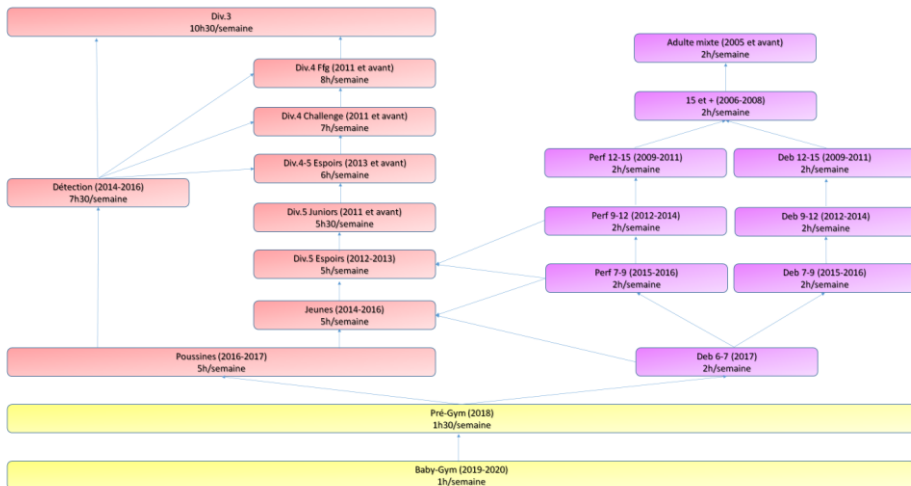 Div.3
10h30/semaine
Div.4 Ffg (2011 et avant)
8h/semaine
Div.4 Challenge (2011 et avant)
7h/semaine
Div.4-5 Espoirs (2013 et avant)
6h/semaine
Détection (2014-2016)
7h30/semaine
Div.5 Juniors (2011 et avant)
5h30/semaine
Div.5 Espoirs (2012-2013)
5h/semaine
Jeunes (2014-2016)
5h/semaine
Poussines (2016-2017)
5h/semaine
Adulte mixte (2005 et avant)
2h/semaine
15 et + (2006-2008)
2h/semaine
Perf 12-15 (2009-2011)
2h/semaine
Deb 12-15 (2009-2011)
2h/semaine
Perf 9-12 (2012-2014)
2h/semaine
Deb 9-12 (2012-2014)
2h/semaine
Perf 7-9 (2015-2016)
2h/semaine
Deb 7-9 (2015-2016)
2h/semaine
Deb 6-7 (2017)
2h/semaine
Pré-Gym (2018)
1h30/semaine
Baby-Gym (2019-2020)
1h/semaine